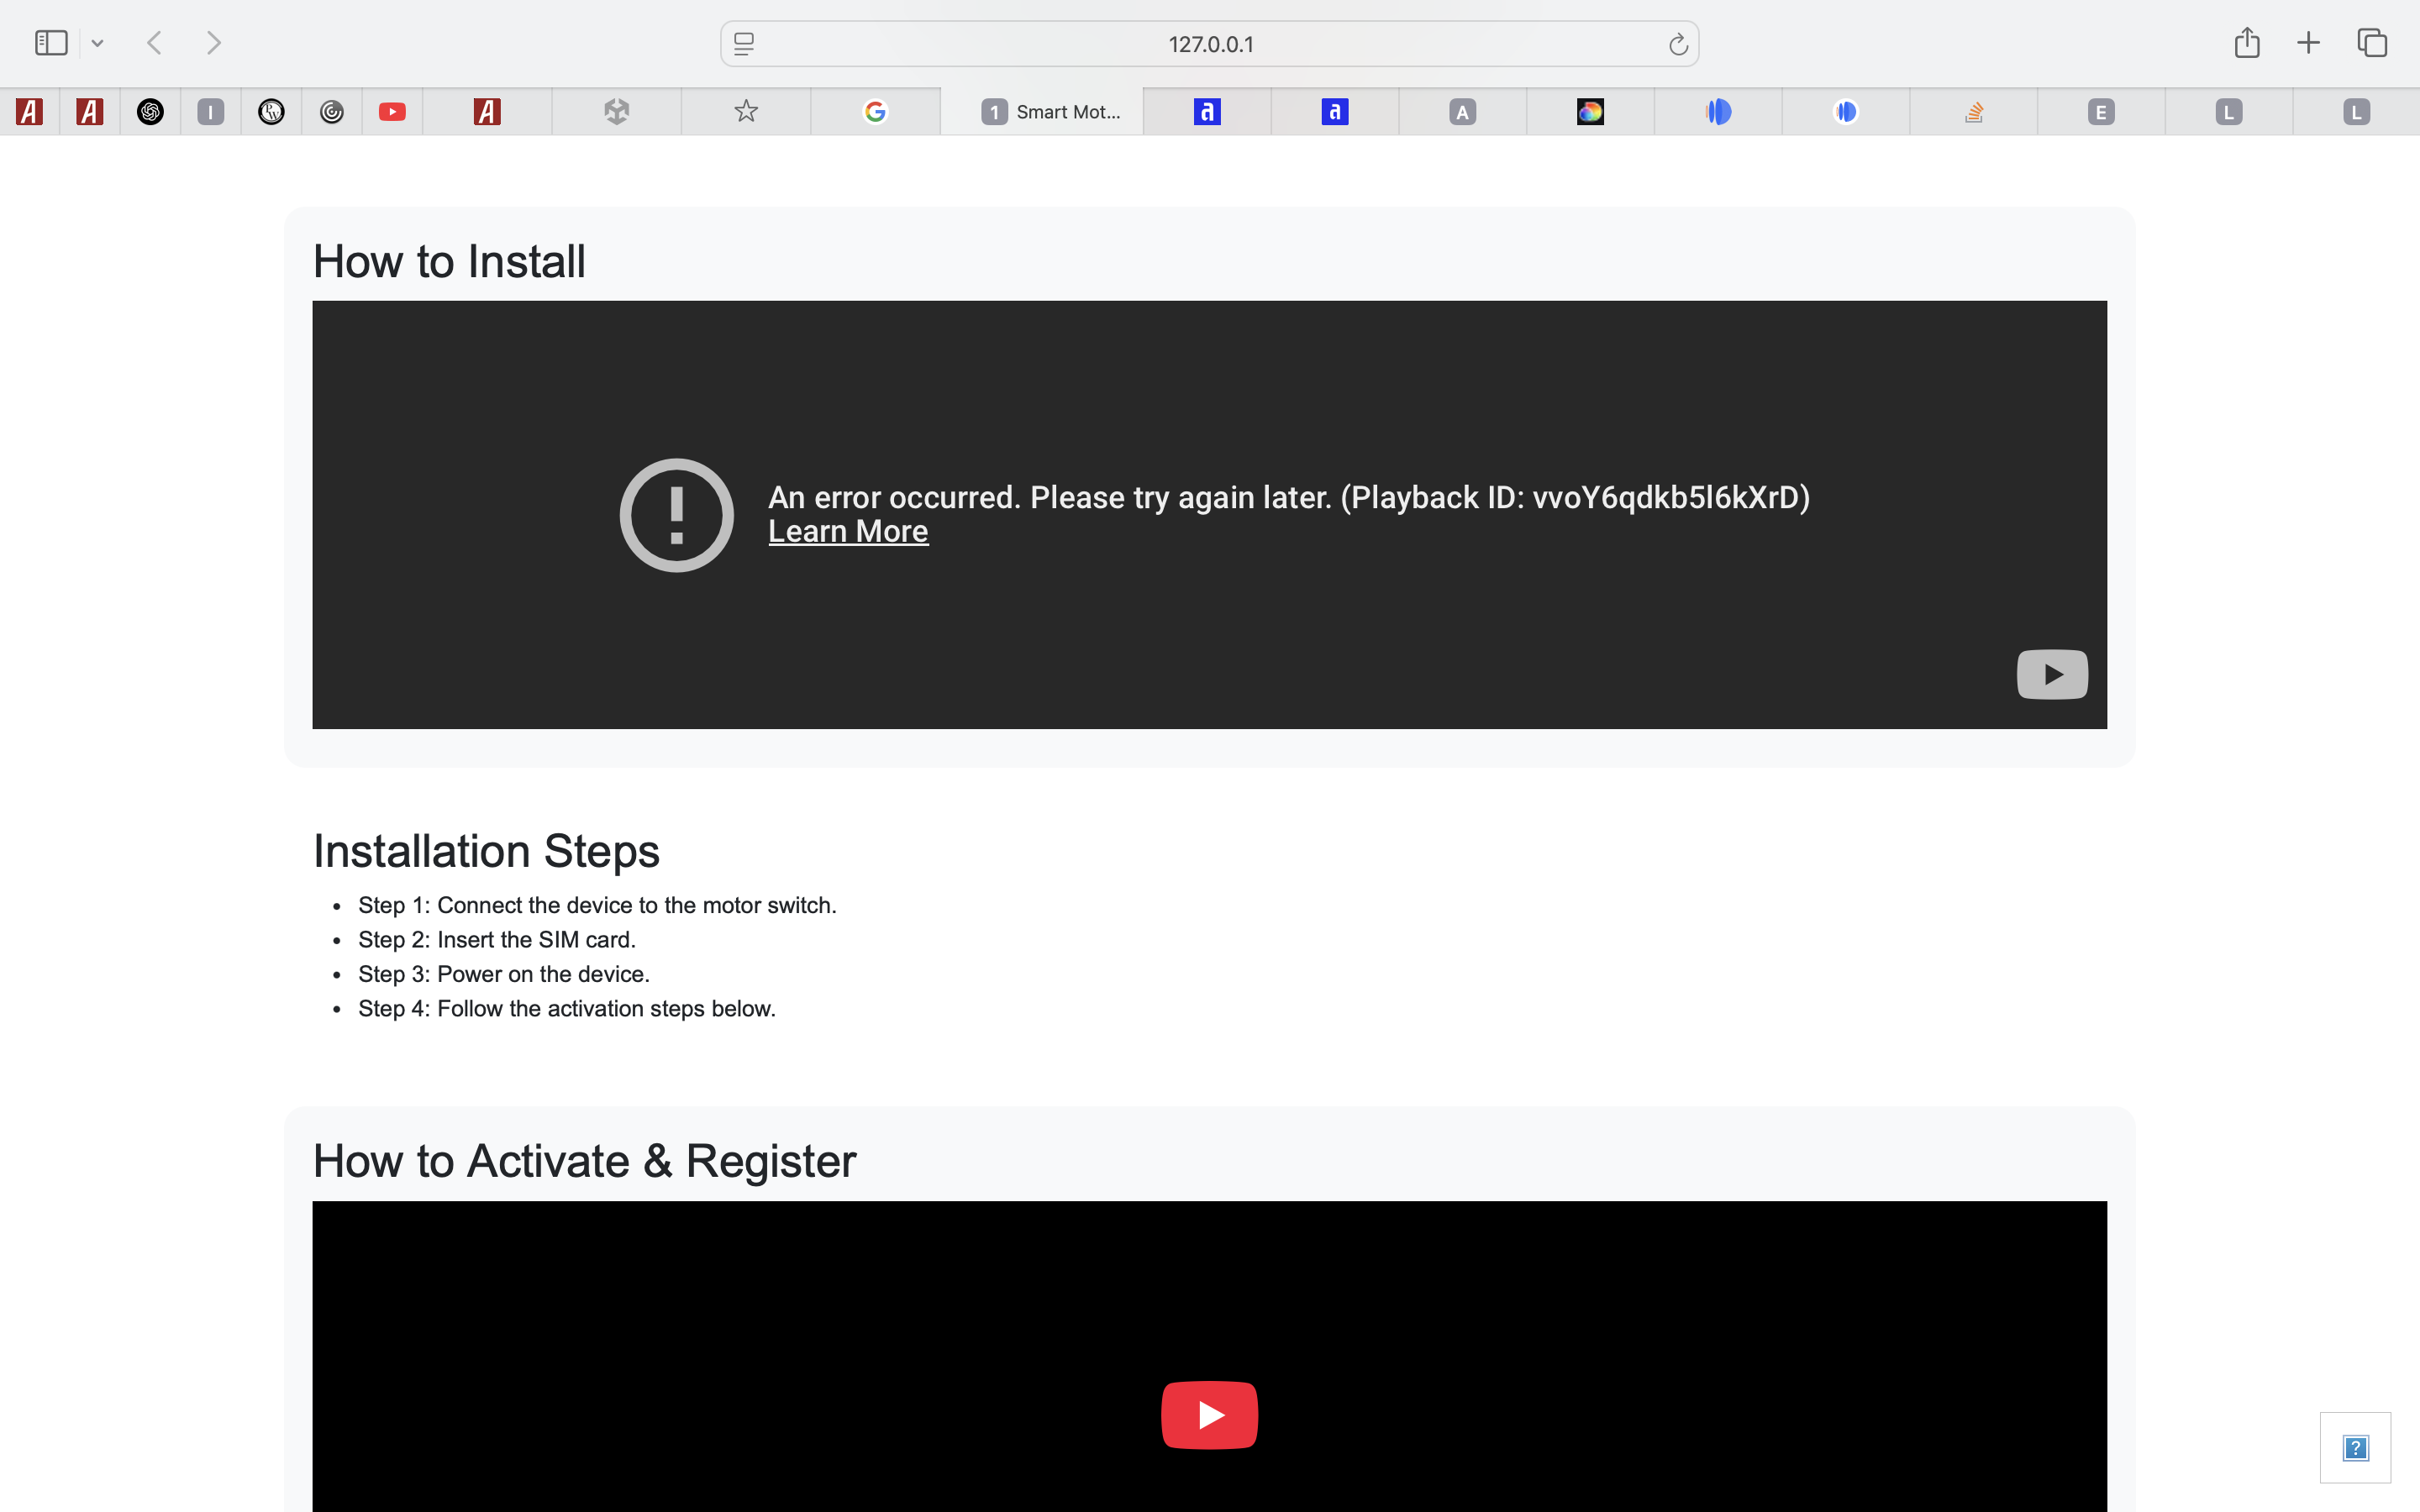 127.0.0.1
1 Smart Mot...
I
A
E
L
L
How to Install
An error occurred. Please try again later. (Playback ID: vvoY6qdkb5l6kXrD)
Learn More
Installation Steps
• Step 1: Connect the device to the motor switch.
• Step 2: Insert the SIM card.
• Step 3: Power on the device.
• Step 4: Follow the activation steps below.
How to Activate & Register